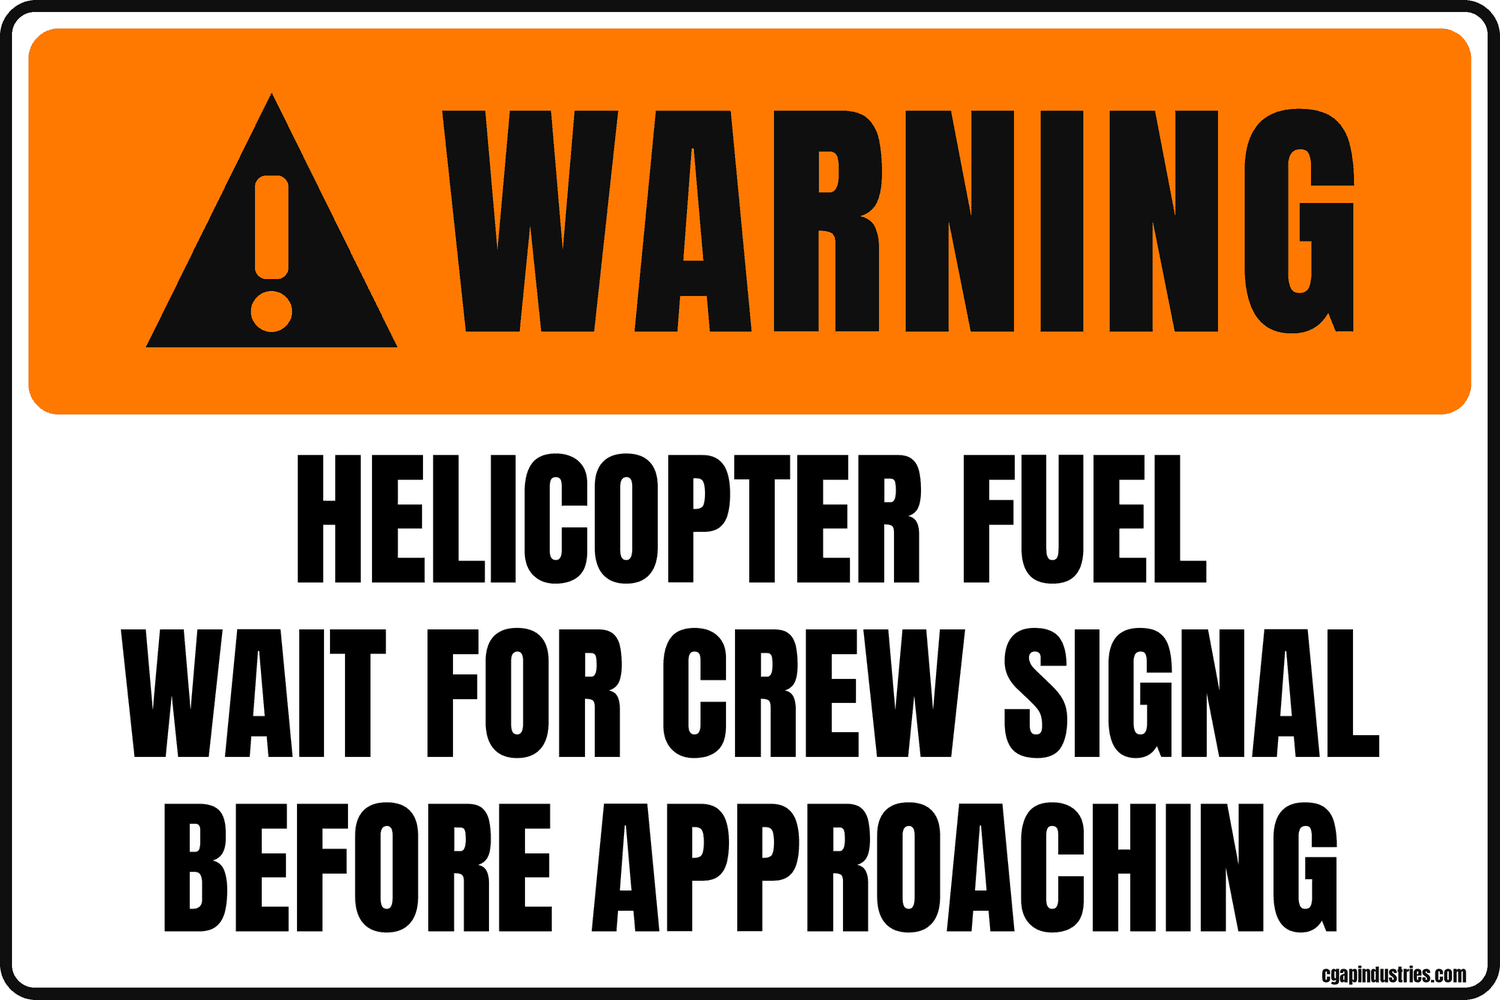 WARNING
HELICOPTER FUEL
WAIT FOR CREW SIGNAL
BEFORE APPROACHING
cgapindustries.com